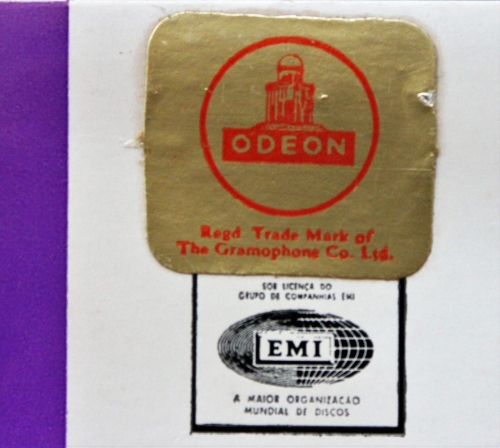 ODEON
Regd Trade Mark of
The Gramophone Co. Ltd.
SOB LICENÇA DO
GRUPO DE COMPANHIAS EMI
EMI
A MAIOR ORGANIZAÇÃO
MUNDIAL DE DISCOS